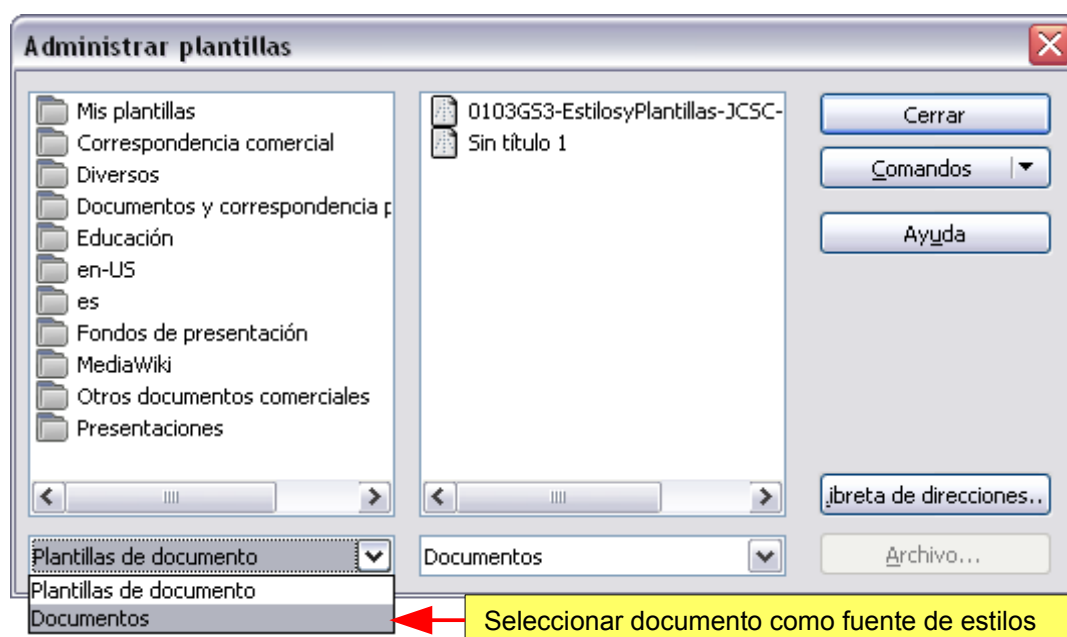 Administrar plantillas
Mis plantillas
Correspondencia comercial
Diversos
Documentos y correspondencia p
Educación
en-US
es
Fondos de presentación
MediaWiki
Otros documentos comerciales
Presentaciones
0103GS3-EstilosyPlantillas-JCSC-
Sin título 1
Cerrar
Comandos
Ayuda
ibreta de direcciones..
Archivo...
Plantillas de documento
Documentos
Plantillas de documento
Documentos
Seleccionar documento como fuente de estilos